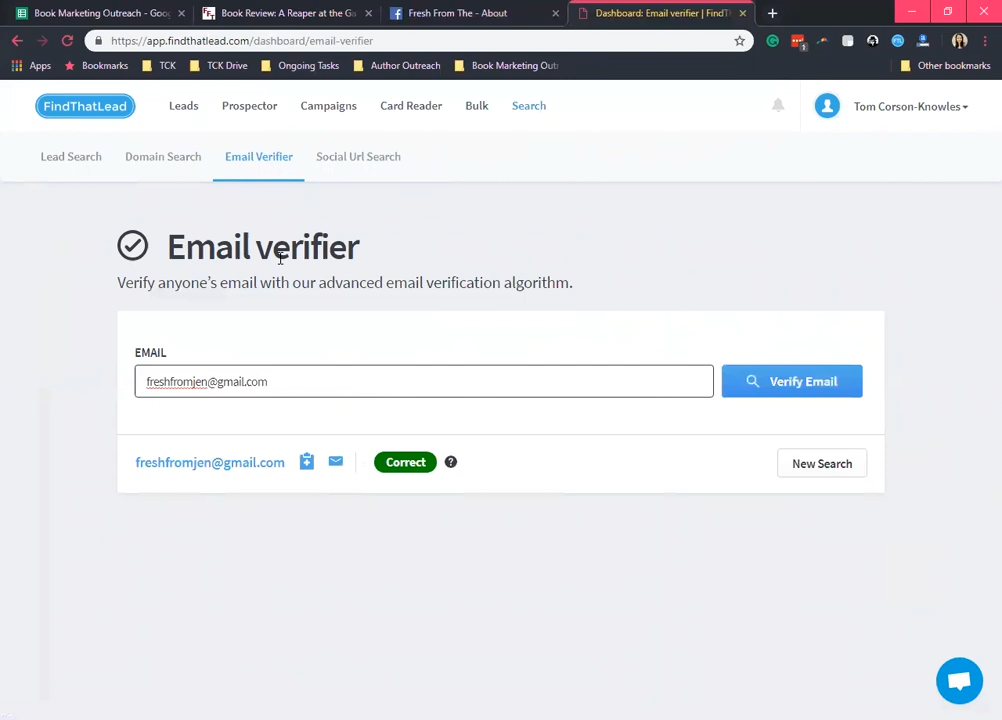 Book Marketing Outreach - Goo
Book Review: A Reaper at the Ga
Fresh From The - About
Dashboard: Email verifier | FindTh
https://app.findthatlead.com/dashboard/email-verifier
1
Apps
Bookmarks
TCK
TCK Drive
Ongoing Tasks
Author Outreach
Book Marketing Outr
Other bookmarks
FindThatLead
Leads
Prospector
Campaigns
Card Reader
Bulk
Search
Tom Corson-Knowles
Lead Search
Domain Search
Email Verifier
Social Url Search
Email verifier
Verify anyone's email with our advanced email verification algorithm.
EMAIL
freshfromjen@gmail.com
Verify Email
freshfromjen@gmail.com
Correct
?
New Search